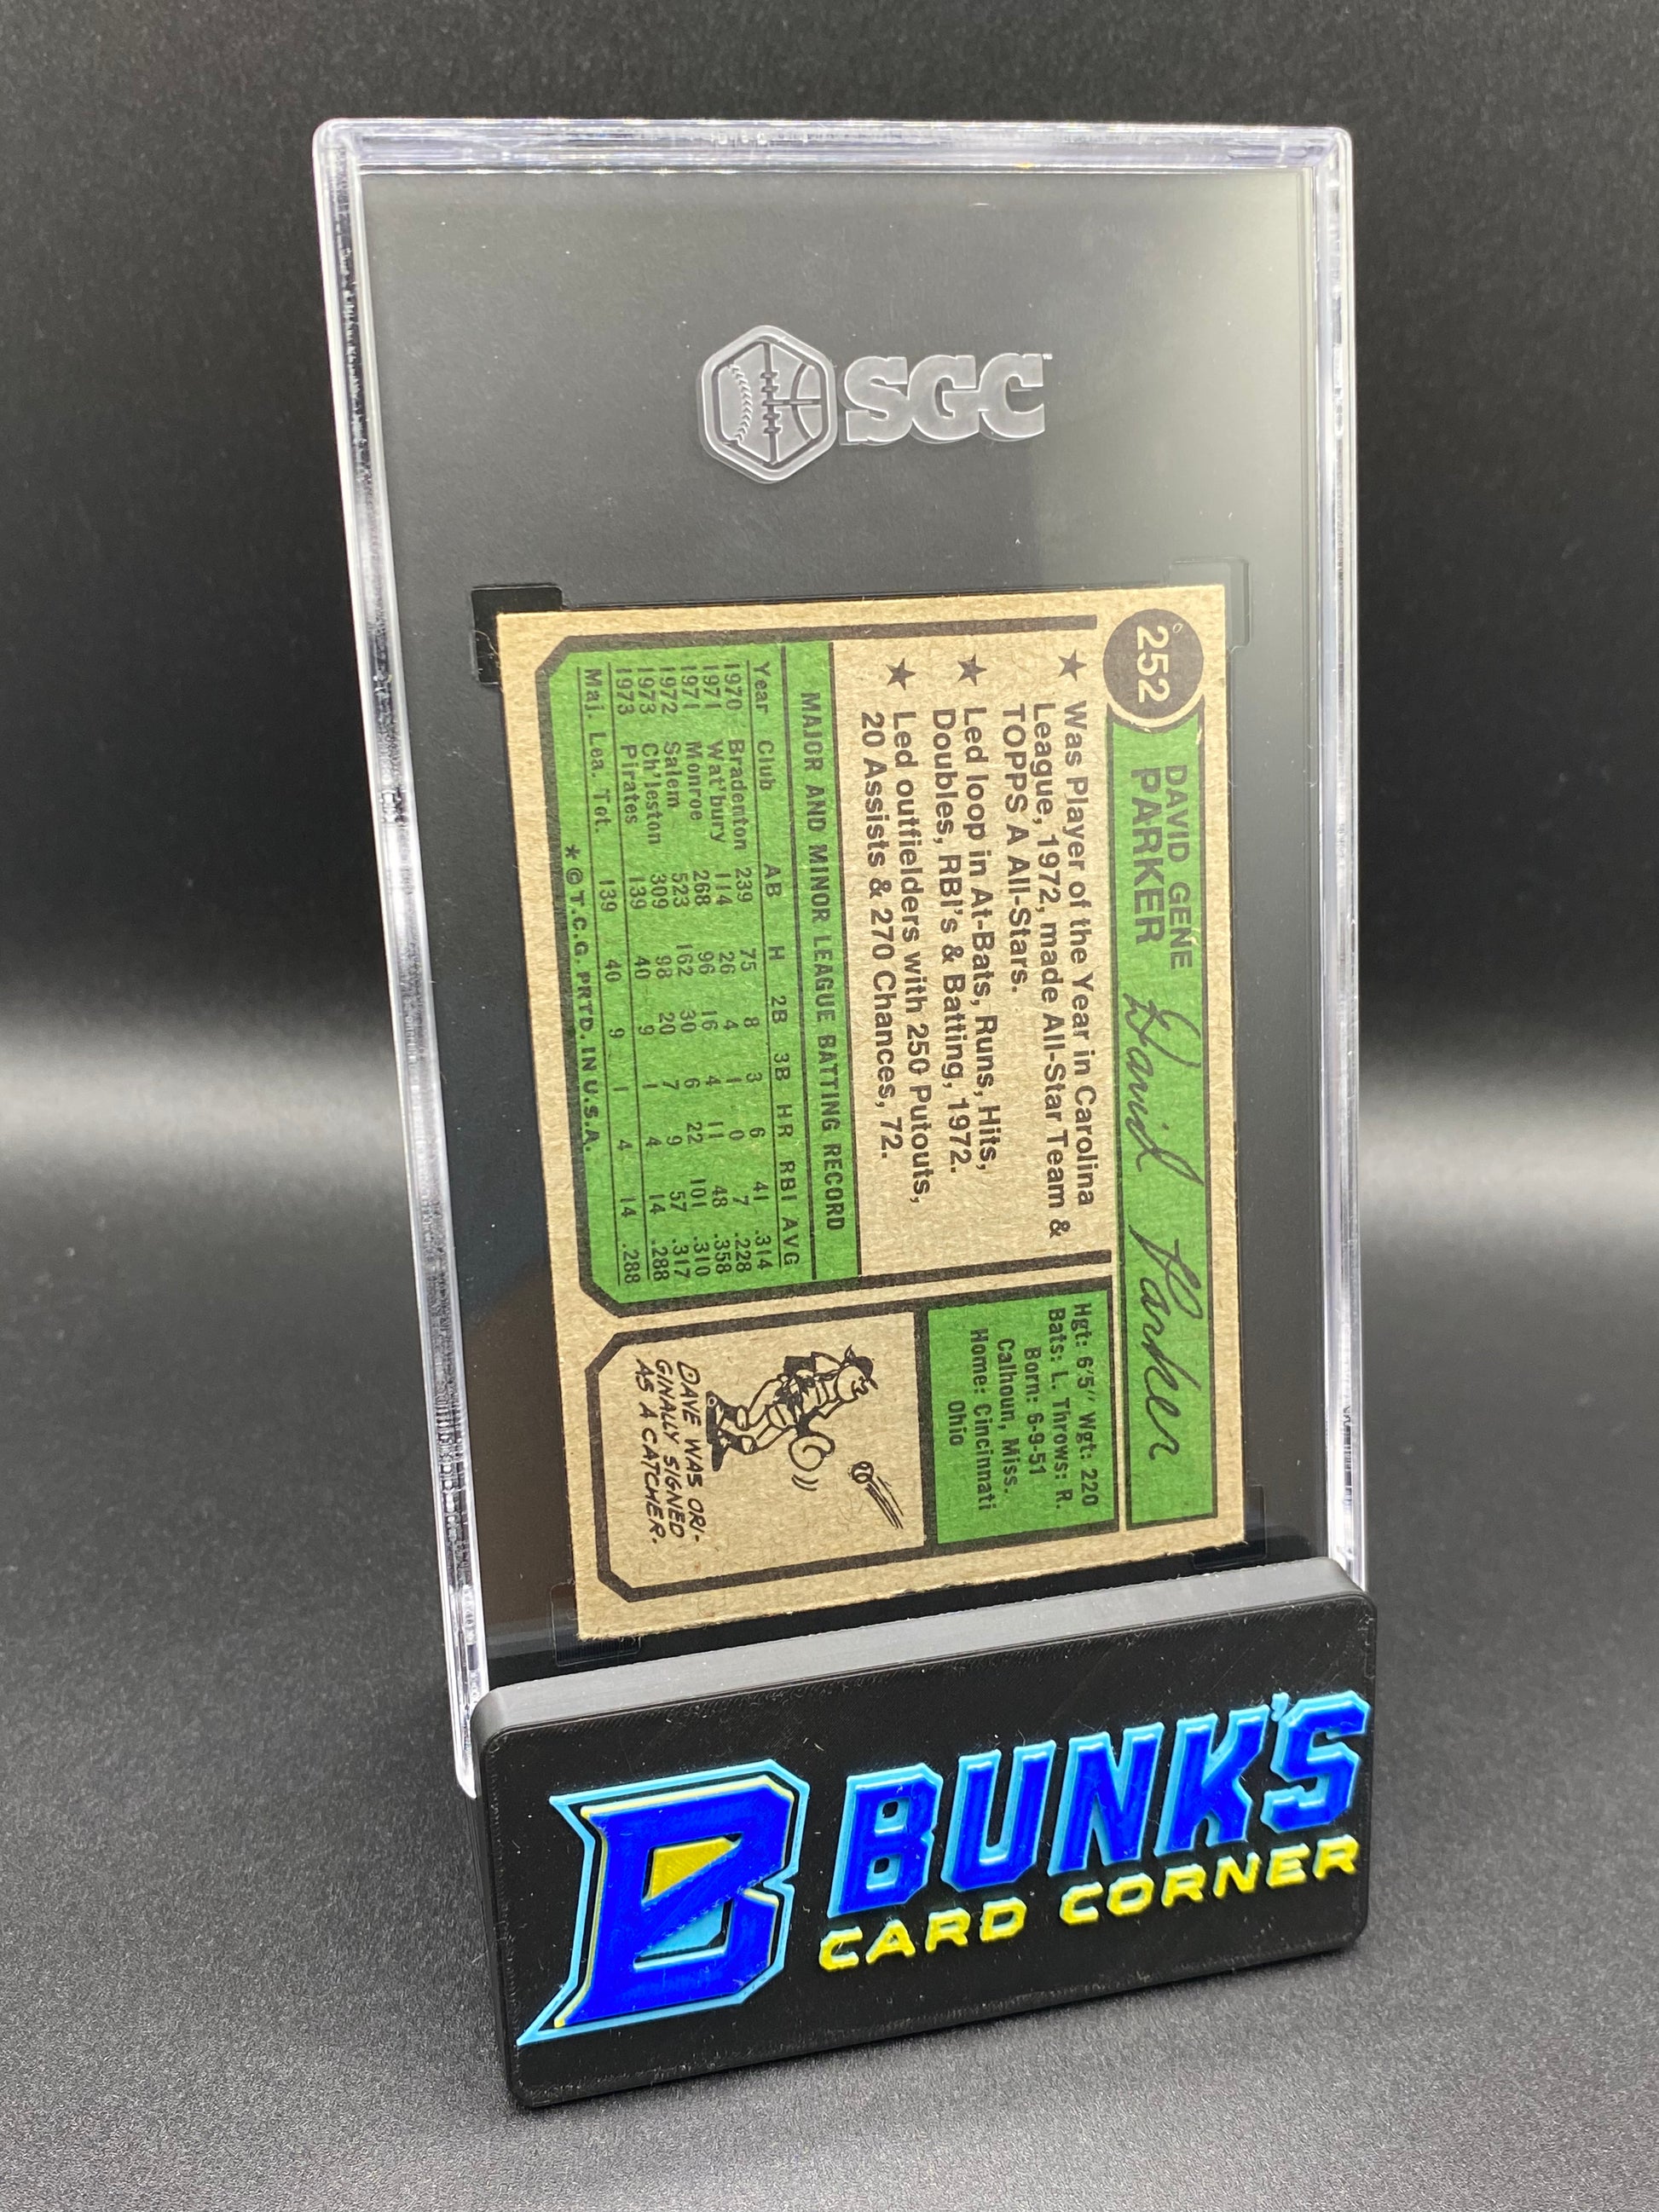 SGC
252
DAVID GENE
PARKER
David Parker
★ Was Player of the Year in Carolina
League, 1972, made All-Star Team &
TOPPS A All-Stars.
★ Led loop in At-Bats, Runs, Hits,
Doubles, RBI's & Batting, 1972.
★ Led outfielders with 250 Putouts,
20 Assists & 270 Chances, 72.
Hgt: 6'5" Wgt: 220
Bats: L. Throws: R.
Born: 6-9-51
Calhoun, Miss.
Home: Cincinnati
Ohio
MAJOR AND MINOR LEAGUE BATTING RECORD
Year Club AB H 2B 3B HR RBI AVG
1970 Bradenton 239 75 8 3 6 41 .314
1971 Wat'bury 114 26 4 1 0 7 .228
1971 Monroe 268 96 16 4 11 48 .358
1972 Salem 523 162 30 6 22 101 .310
1973 Ch'leston 309 98 20 7 9 57 .317
1973 Pirates 139 40 9 1 4 14 .288
Maj. Lea. Tot. 139 40 9 1 4 14 .288
* © T.C.G. PRTD. IN U.S.A.
DAVE WAS ORI-
GINALLY SIGNED
AS A CATCHER.
B
BUNK'S
CARD CORNER